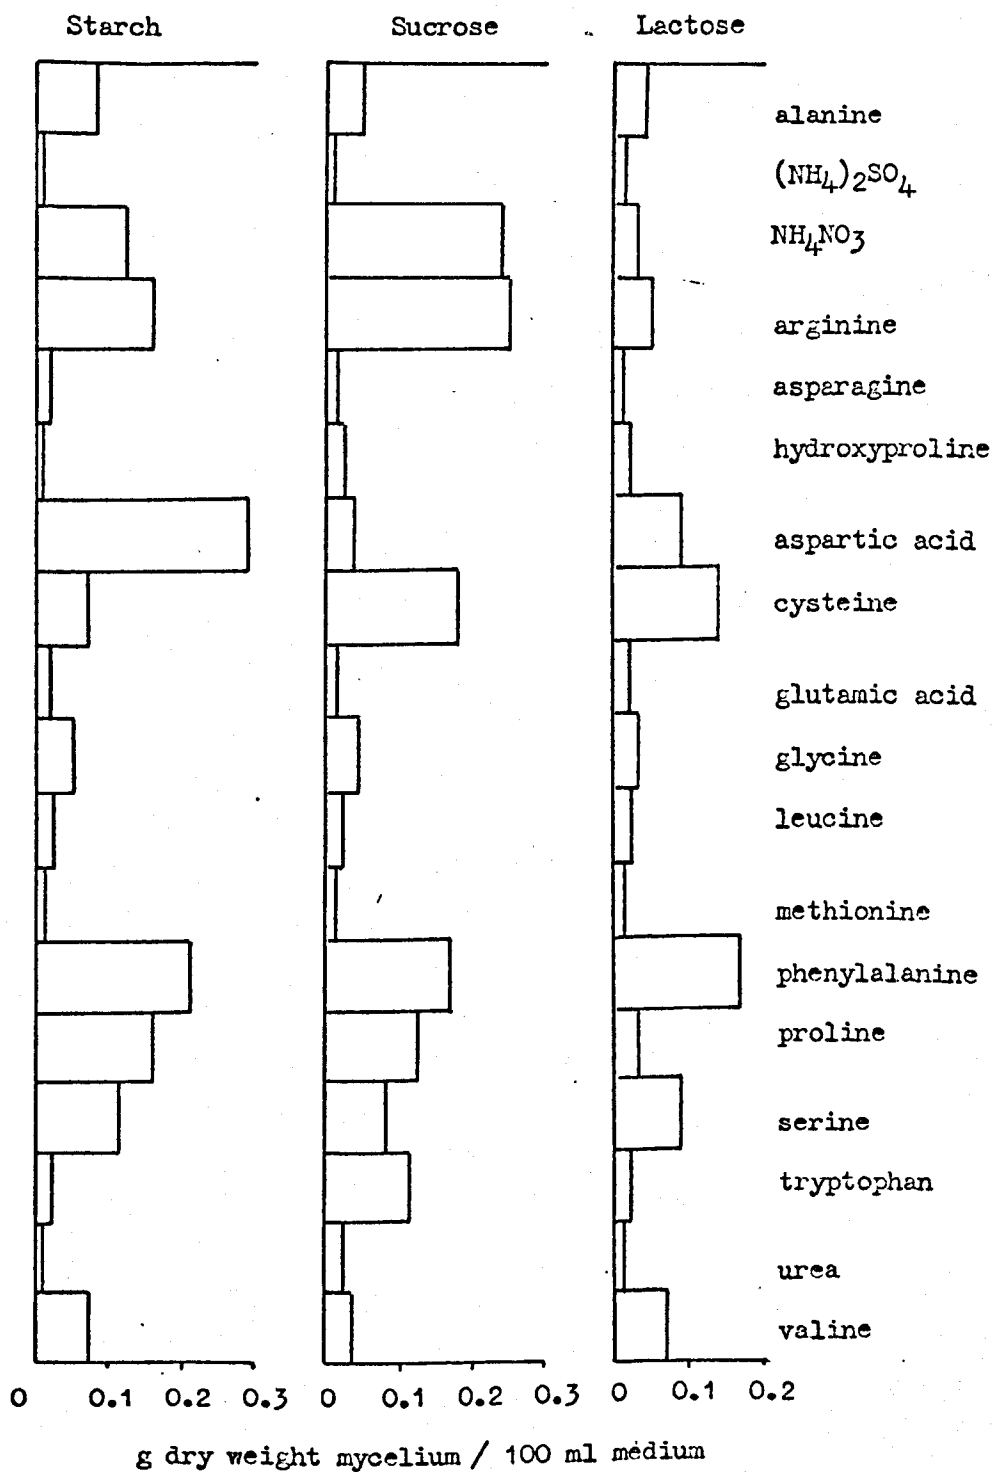 Starch Sucrose Lactose
alanine
(NH4)2SO4
NH4NO3
arginine
asparagine
hydroxyproline
aspartic acid
cysteine
glutamic acid
glycine
leucine
methionine
phenylalanine
proline
serine
tryptophan
urea
valine
0 0.1 0.2 0.3 0 0.1 0.2 0.3 0 0.1 0.2
g dry weight mycelium / 100 ml medium